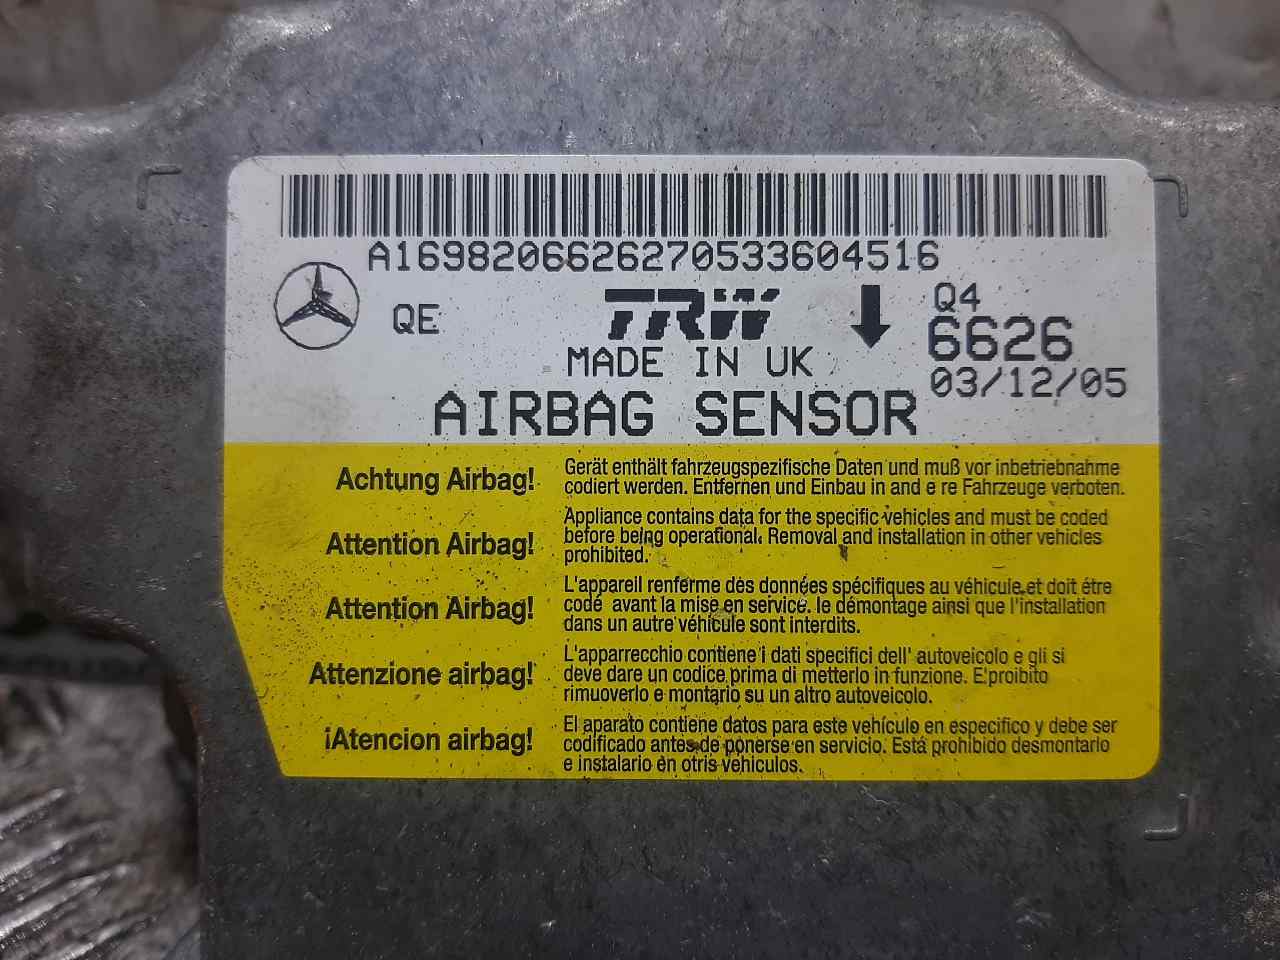 A1698206626270533604516
QE
TRW
Q4
6626
MADE IN UK
03/12/05
AIRBAG SENSOR
Achtung Airbag!
Gerät enthält fahrzeugspezifische Daten und muß vor inbetriebnahme
codiert werden. Entfernen und Einbau in and e re Fahrzeuge verboten.
Attention Airbag!
Appliance contains data for the specific vehicles and must be coded
before being operational. Removal and installation in other vehicles
prohibited.
Attention Airbag!
L'appareil renferme des données spécifiques au véhicule et doit étre
codé avant la mise en service. le démontage ainsi que l'installation
dans un autre véhicule sont interdits.
Attenzione airbag!
L'apparrecchio contiene i dati specifici dell' autoveicolo e gli si
deve dare un codice prima di metterlo in funzione. E'proibito
rimuoverlo e montario su un altro autoveicolo.
¡Atencion airbag!
El aparato contiene datos para este vehículo en especifico y debe ser
codificado antes de ponerse en servicio. Está prohibido desmontarlo
e instalario en otris vehiculos.